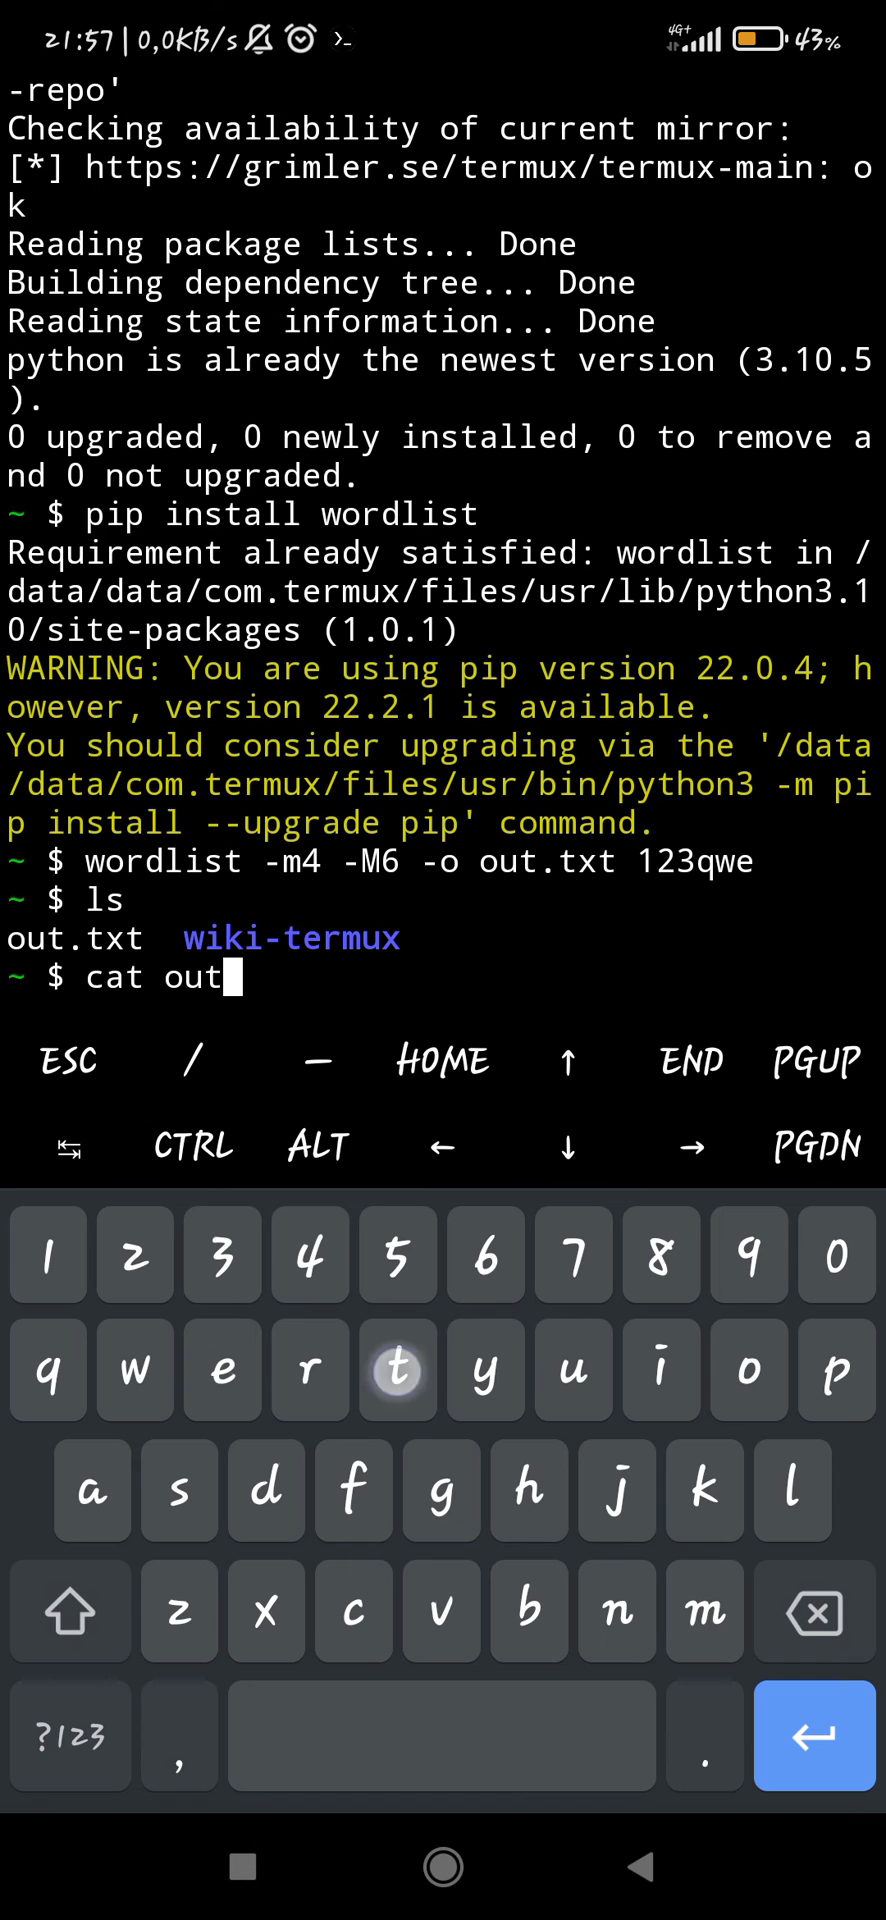 21:57 | 0,0KB/s 4G+ 43%
-repo'
Checking availability of current mirror:
[*] https://grimler.se/termux/termux-main: o
k
Reading package lists... Done
Building dependency tree... Done
Reading state information... Done
python is already the newest version (3.10.5
).
0 upgraded, 0 newly installed, 0 to remove a
nd 0 not upgraded.
~ $ pip install wordlist
Requirement already satisfied: wordlist in /
data/data/com.termux/files/usr/lib/python3.1
0/site-packages (1.0.1)
WARNING: You are using pip version 22.0.4; h
owever, version 22.2.1 is available.
You should consider upgrading via the '/data
/data/com.termux/files/usr/bin/python3 -m pi
p install --upgrade pip' command.
~ $ wordlist -m4 -M6 -o out.txt 123qwe
~ $ ls
out.txt  wiki-termux
~ $ cat out
ESC / — HOME ↑ END PGUP
↹ CTRL ALT ← ↓ → PGDN
1 2 3 4 5 6 7 8 9 0
q w e r t y u i o p
a s d f g h j k l
z x c v b n m
?123 , .